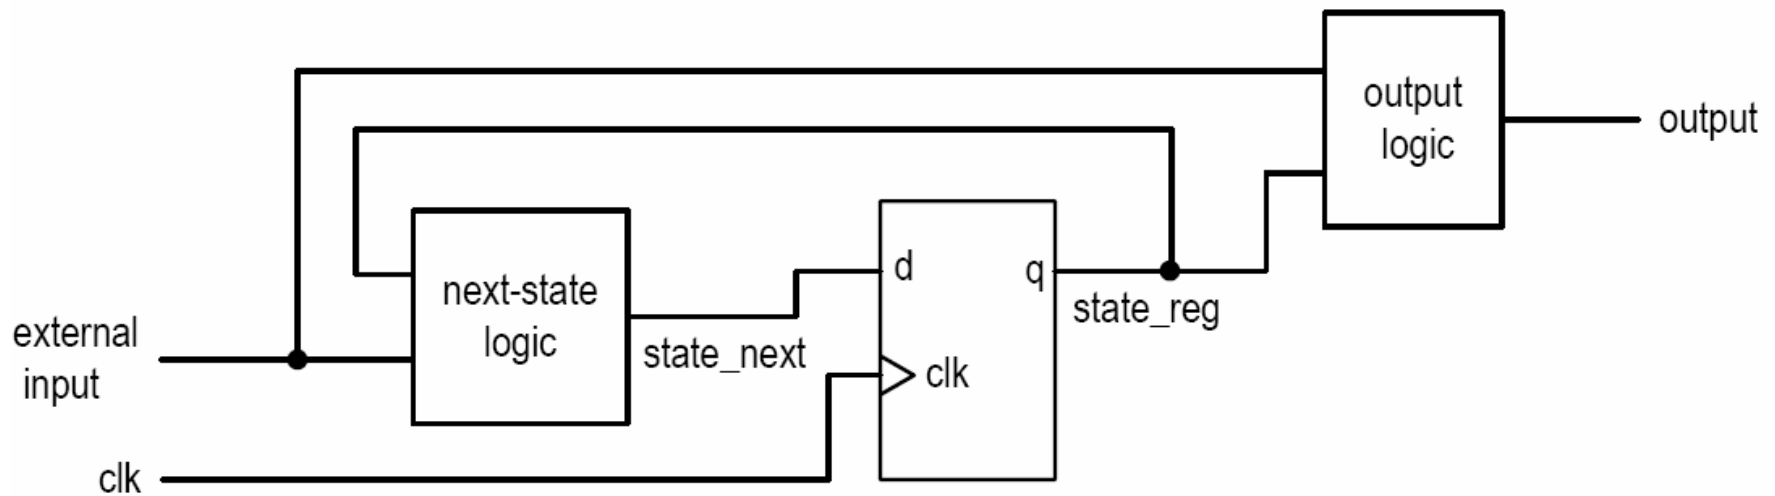 output
logic
output
next-state
logic
state_next
d
q
clk
state_reg
external
input
clk